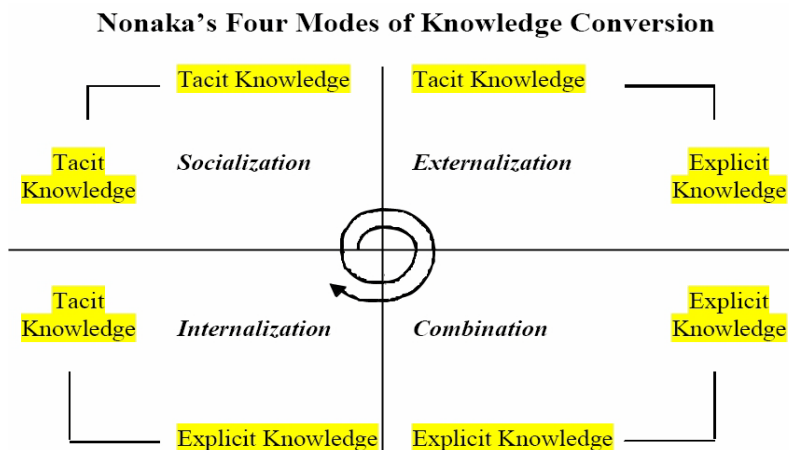 Nonaka’s Four Modes of Knowledge Conversion
Tacit Knowledge
Tacit Knowledge
Tacit
Knowledge
Socialization
Externalization
Explicit
Knowledge
Tacit
Knowledge
Internalization
Combination
Explicit
Knowledge
Explicit Knowledge
Explicit Knowledge